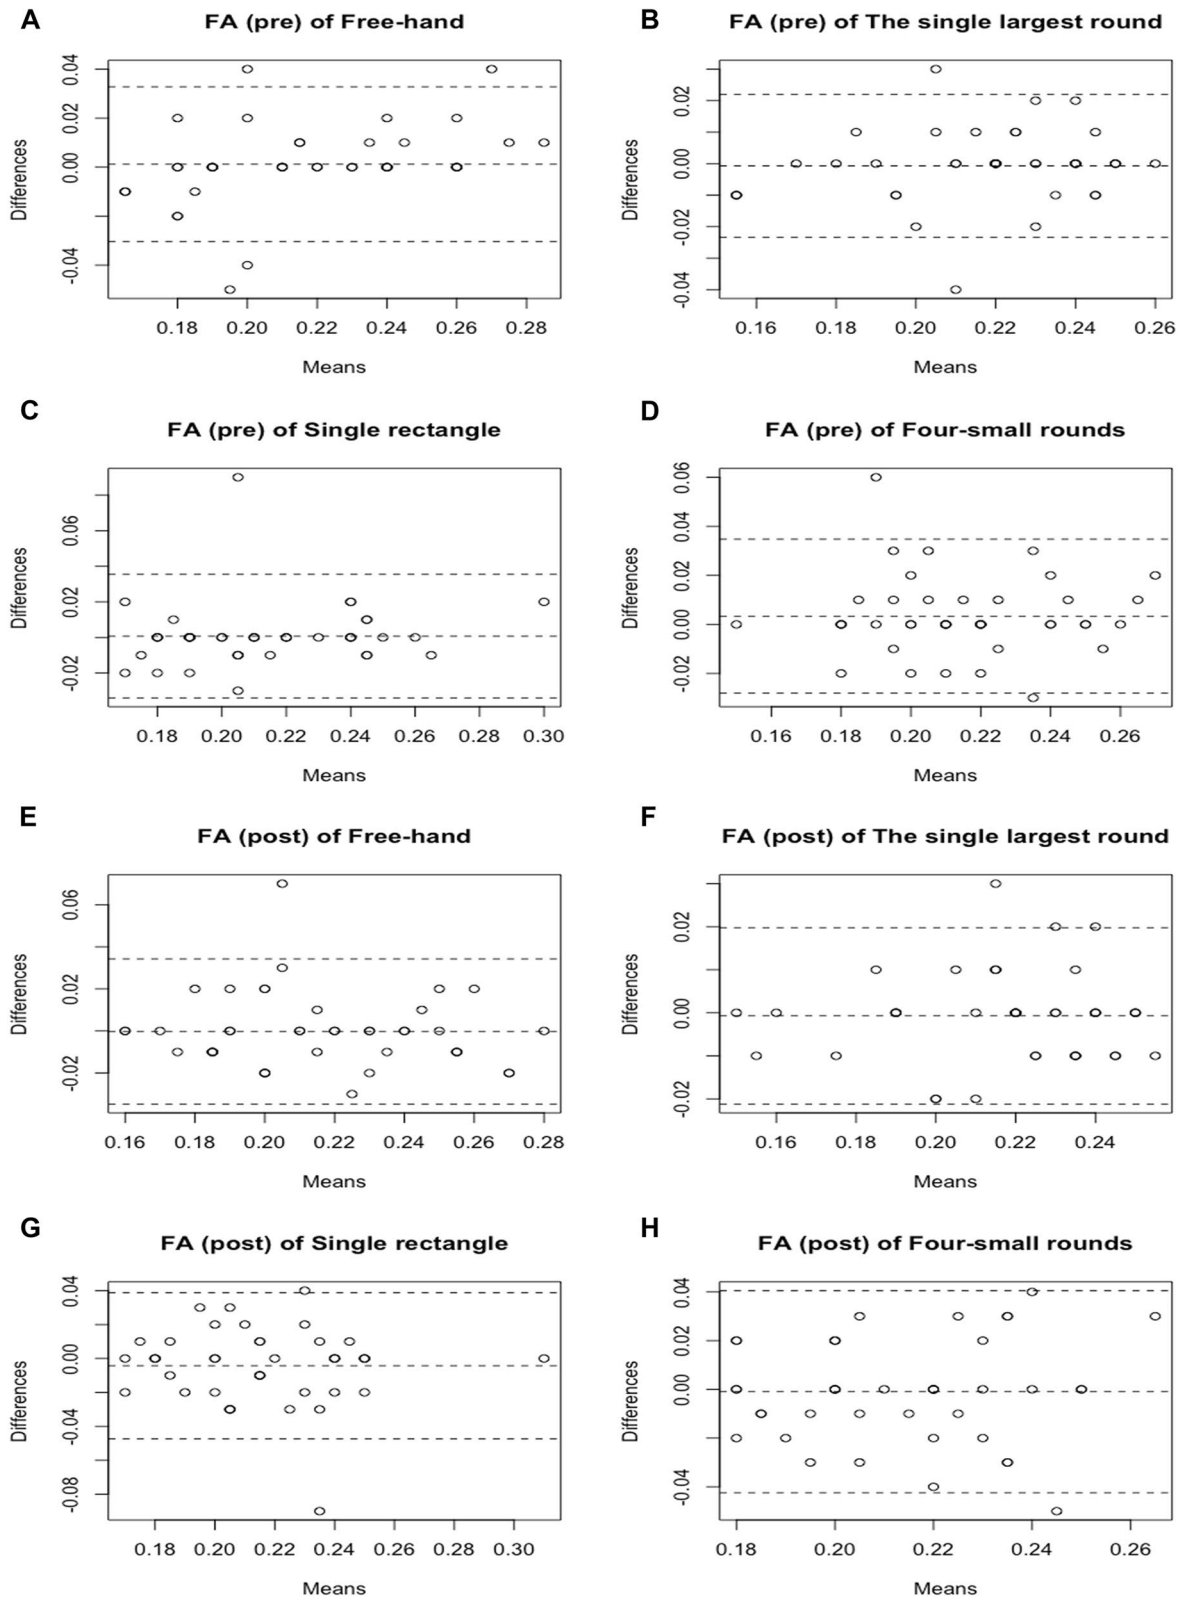 A
FA (pre) of Free-hand
Differences
0.04
0.02
0.00
-0.04
0.18 0.20 0.22 0.24 0.26 0.28
Means
B
FA (pre) of The single largest round
Differences
0.02
0.00
-0.02
-0.04
0.16 0.18 0.20 0.22 0.24 0.26
Means
C
FA (pre) of Single rectangle
Differences
0.06
0.02
-0.02
0.18 0.20 0.22 0.24 0.26 0.30
Means
D
FA (pre) of Four-small rounds
Differences
0.06
0.04
0.02
0.00
-0.02
0.16 0.18 0.20 0.22 0.24 0.26
Means
E
FA (post) of Free-hand
Differences
0.06
0.02
-0.02
0.16 0.18 0.20 0.22 0.24 0.26 0.28
Means
F
FA (post) of The single largest round
Differences
0.02
0.00
-0.02
0.16 0.18 0.20 0.22 0.24
Means
G
FA (post) of Single rectangle
Differences
0.04
0.00
-0.04
-0.08
0.18 0.20 0.22 0.24 0.26 0.28 0.30
Means
H
FA (post) of Four-small rounds
Differences
0.04
0.02
0.00
-0.04
0.18 0.20 0.22 0.24 0.26
Means